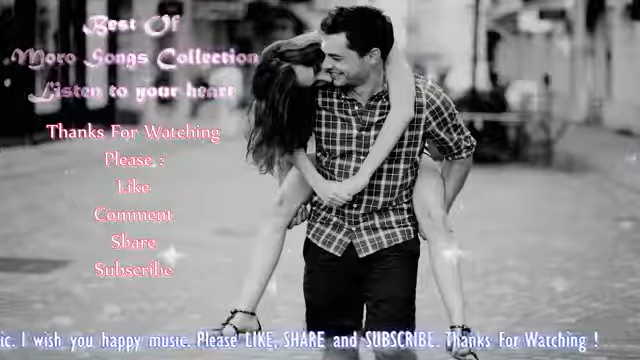 Best Of
Moro Songs Collection
Listen to your heart
Thanks For Watching
Please :
Like
Comment
Share
Subscribe
ic. I wish you happy music. Please LIKE, SHARE and SUBSCRIBE. Thanks For Watching !